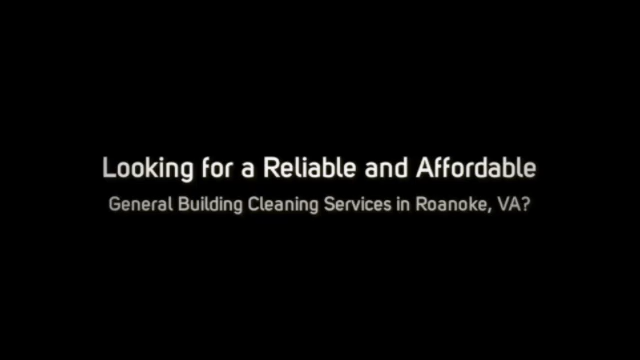 Looking for a Reliable and Affordable
General Building Cleaning Services in Roanoke, VA?